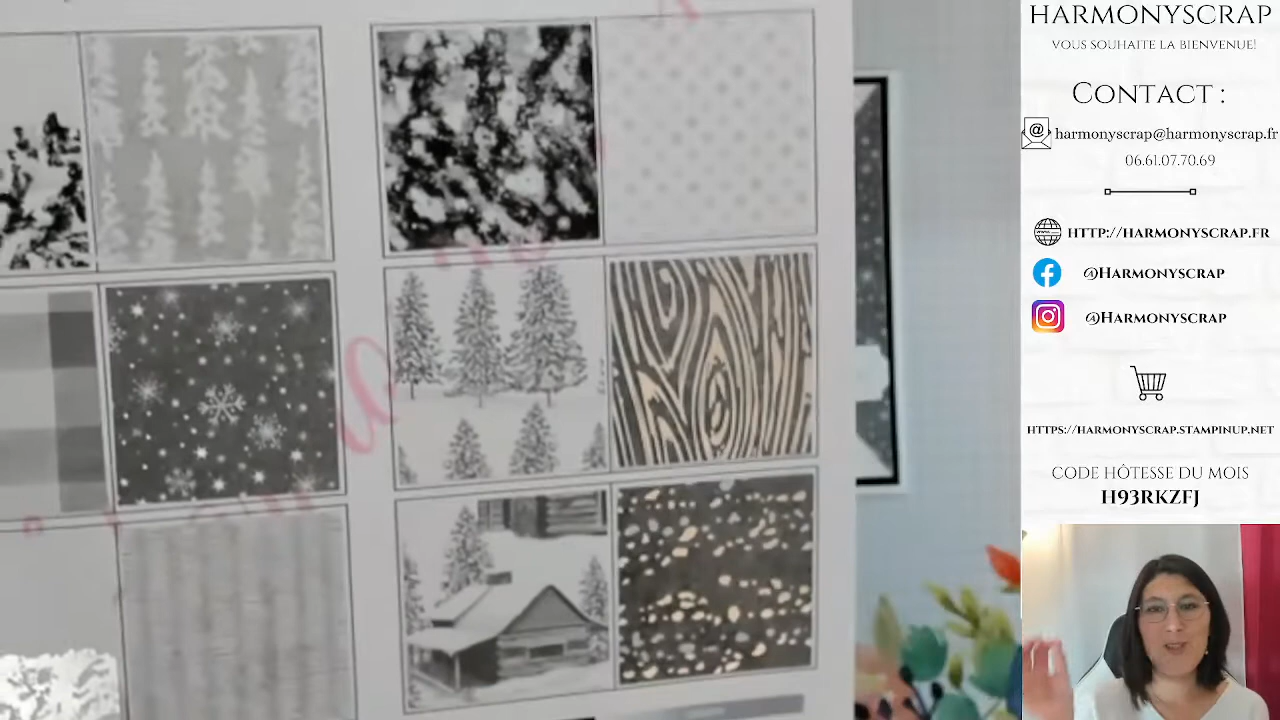 HARMONYSCRAP
VOUS SOUHAITE LA BIENVENUE!
CONTACT :
harmonyscrap@harmonyscrap.fr
06.61.07.70.69
HTTP://HARMONYSCRAP.FR
@HARMONYSCRAP
@HARMONYSCRAP
HTTPS://HARMONYSCRAP.STAMPINUP.NET
CODE HÔTESSE DU MOIS
H93RKZFJ